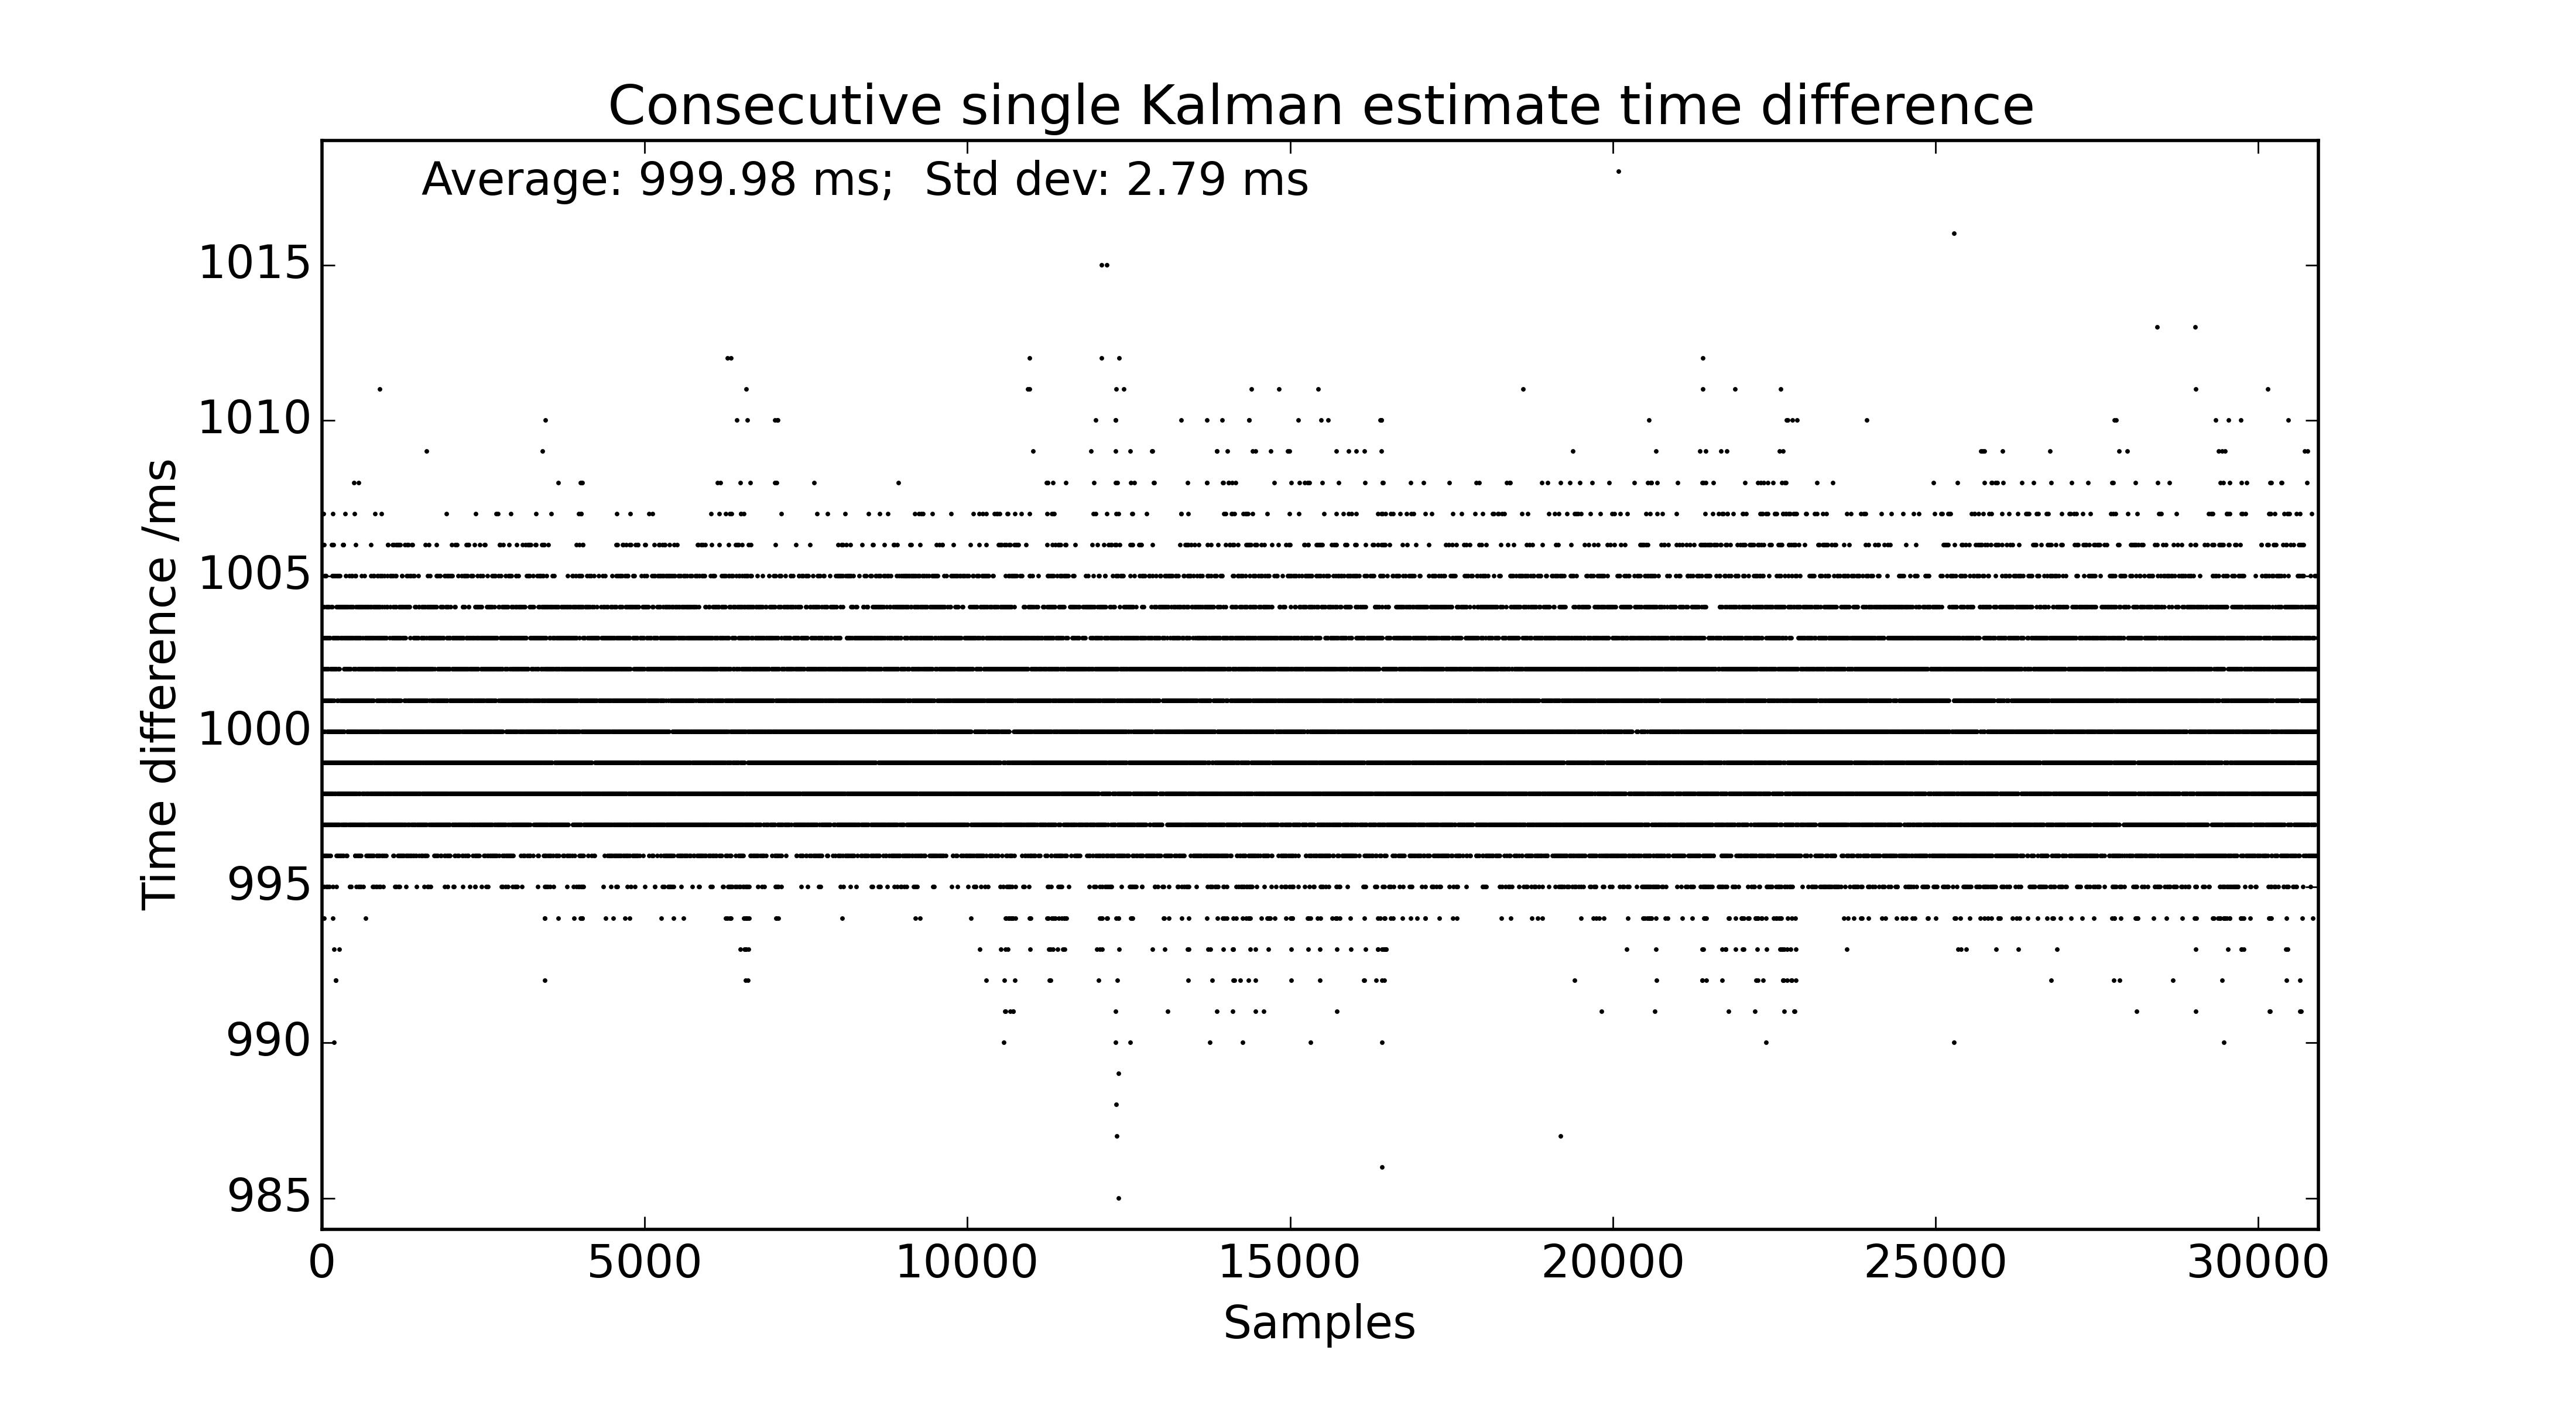 Consecutive single Kalman estimate time difference
Average: 999.98 ms;  Std dev: 2.79 ms
Time difference /ms
1015
1010
1005
1000
995
990
985
0 5000 10000 15000 20000 25000 30000
Samples